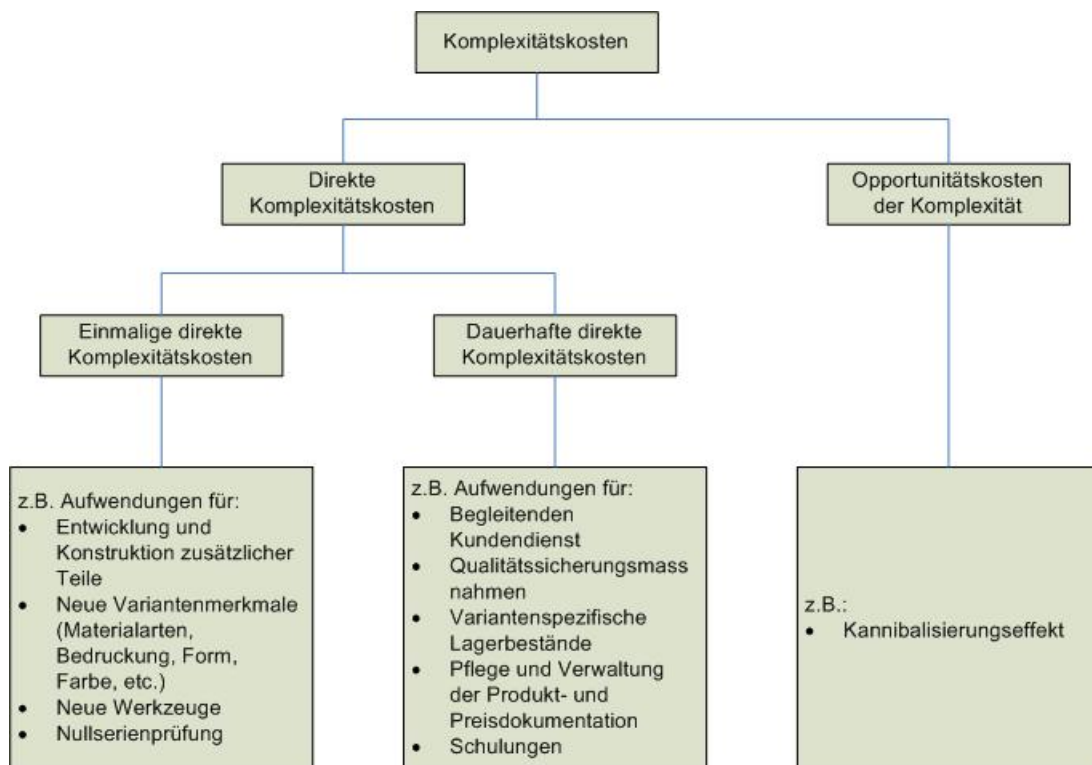 Komplexitätskosten
Direkte
Komplexitätskosten
Opportunitätskosten
der Komplexität
Einmalige direkte
Komplexitätskosten
Dauerhafte direkte
Komplexitätskosten
z.B. Aufwendungen für:
• Entwicklung und
Konstruktion zusätzlicher
Teile
• Neue Variantenmerkmale
(Materialarten,
Bedruckung, Form,
Farbe, etc.)
• Neue Werkzeuge
• Nullserienprüfung
z.B. Aufwendungen für:
• Begleitenden
Kundendienst
• Qualitätssicherungsmass
nahmen
• Variantenspezifische
Lagerbestände
• Pflege und Verwaltung
der Produkt- und
Preisdokumentation
• Schulungen
z.B.:
• Kannibalisierungseffekt